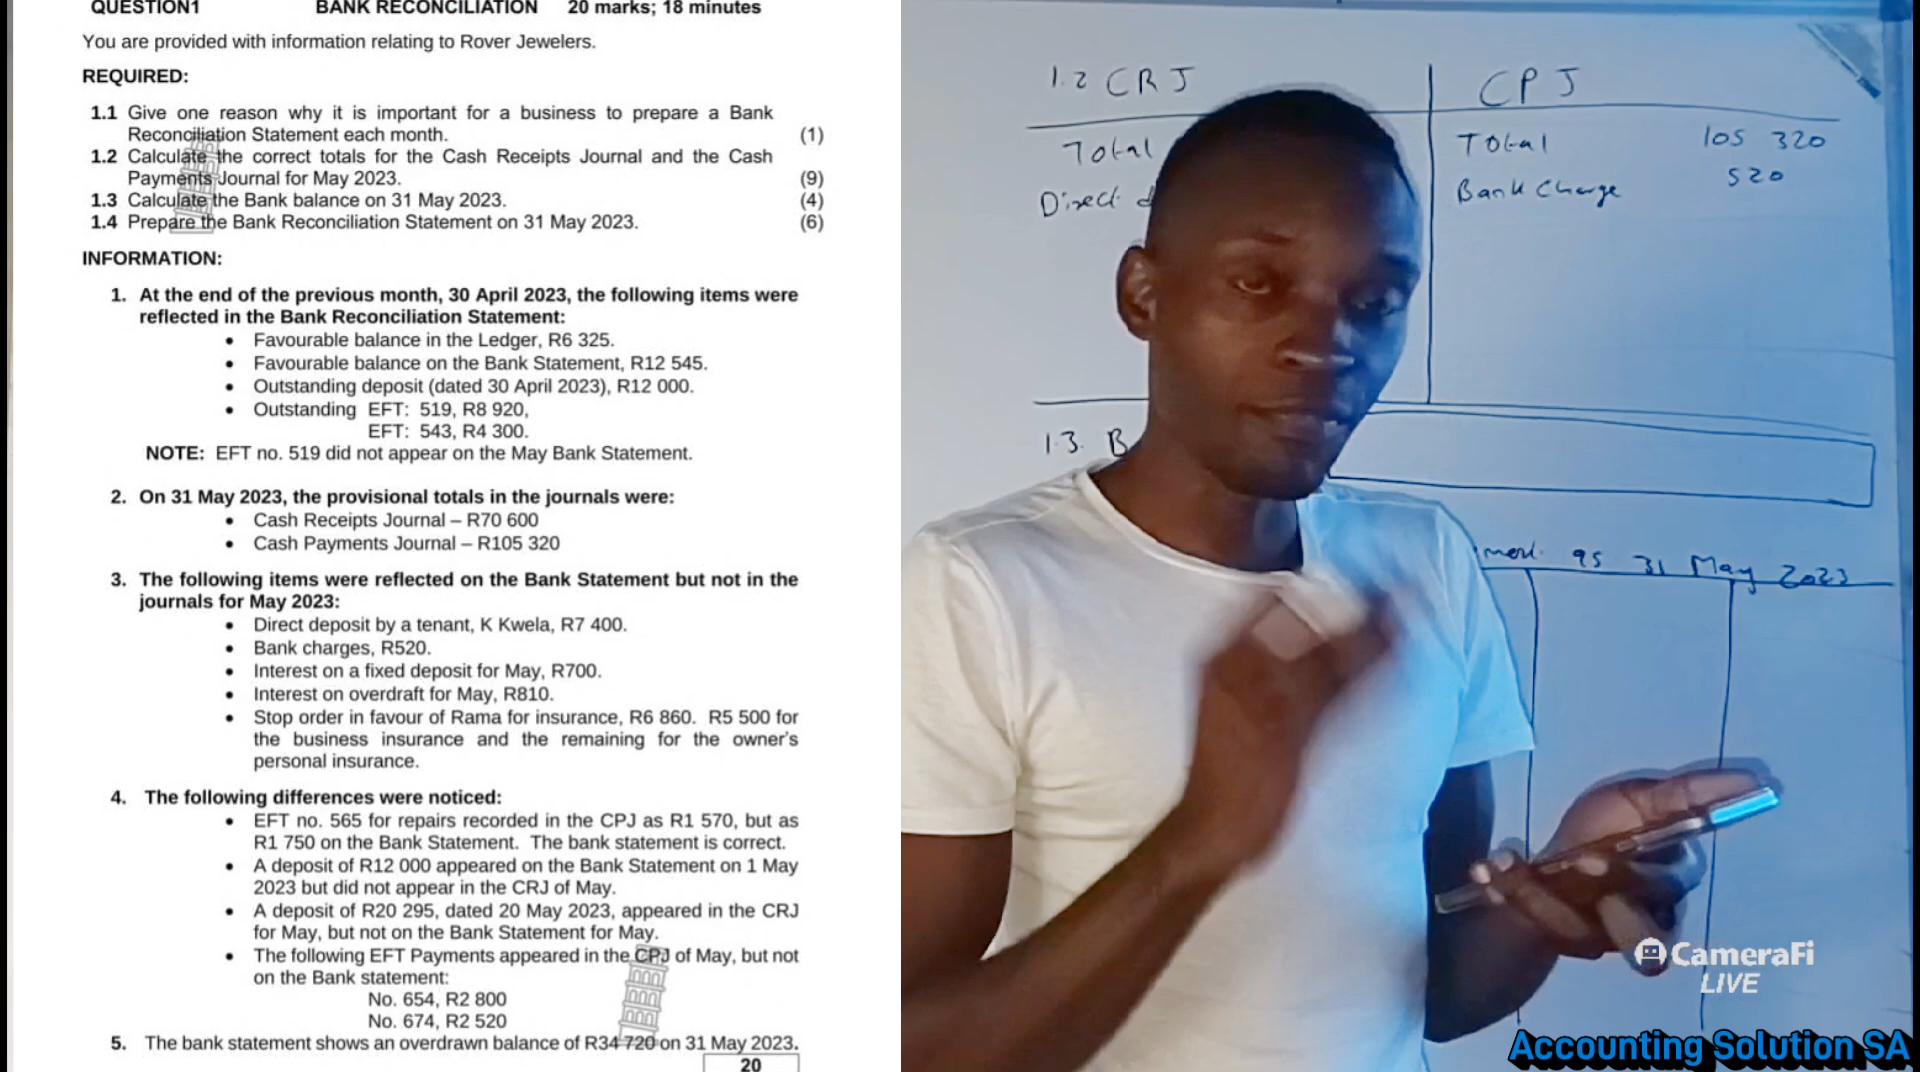 QUESTION1 BANK RECONCILIATION 20 marks; 18 minutes
You are provided with information relating to Rover Jewelers.
REQUIRED:
1.1 Give one reason why it is important for a business to prepare a Bank
Reconciliation Statement each month. (1)
1.2 Calculate the correct totals for the Cash Receipts Journal and the Cash
Payments Journal for May 2023. (9)
1.3 Calculate the Bank balance on 31 May 2023. (4)
1.4 Prepare the Bank Reconciliation Statement on 31 May 2023. (6)
INFORMATION:
1. At the end of the previous month, 30 April 2023, the following items were
reflected in the Bank Reconciliation Statement:
• Favourable balance in the Ledger, R6 325.
• Favourable balance on the Bank Statement, R12 545.
• Outstanding deposit (dated 30 April 2023), R12 000.
• Outstanding EFT: 519, R8 920,
EFT: 543, R4 300.
NOTE: EFT no. 519 did not appear on the May Bank Statement.
2. On 31 May 2023, the provisional totals in the journals were:
• Cash Receipts Journal – R70 600
• Cash Payments Journal – R105 320
3. The following items were reflected on the Bank Statement but not in the
journals for May 2023:
• Direct deposit by a tenant, K Kwela, R7 400.
• Bank charges, R520.
• Interest on a fixed deposit for May, R700.
• Interest on overdraft for May, R810.
• Stop order in favour of Rama for insurance, R6 860. R5 500 for
the business insurance and the remaining for the owner's
personal insurance.
4. The following differences were noticed:
• EFT no. 565 for repairs recorded in the CPJ as R1 570, but as
R1 750 on the Bank Statement. The bank statement is correct.
• A deposit of R12 000 appeared on the Bank Statement on 1 May
2023 but did not appear in the CRJ of May.
• A deposit of R20 295, dated 20 May 2023, appeared in the CRJ
for May, but not on the Bank Statement for May.
• The following EFT Payments appeared in the CPJ of May, but not
on the Bank statement:
No. 654, R2 800
No. 674, R2 520
5. The bank statement shows an overdrawn balance of R34 720 on 31 May 2023.
20
1.2 CRJ CPJ
Total Total 105 320
Direct d Bank Charge 520
1.3. B
31 May 2023
CameraFi
LIVE
Accounting Solution SA